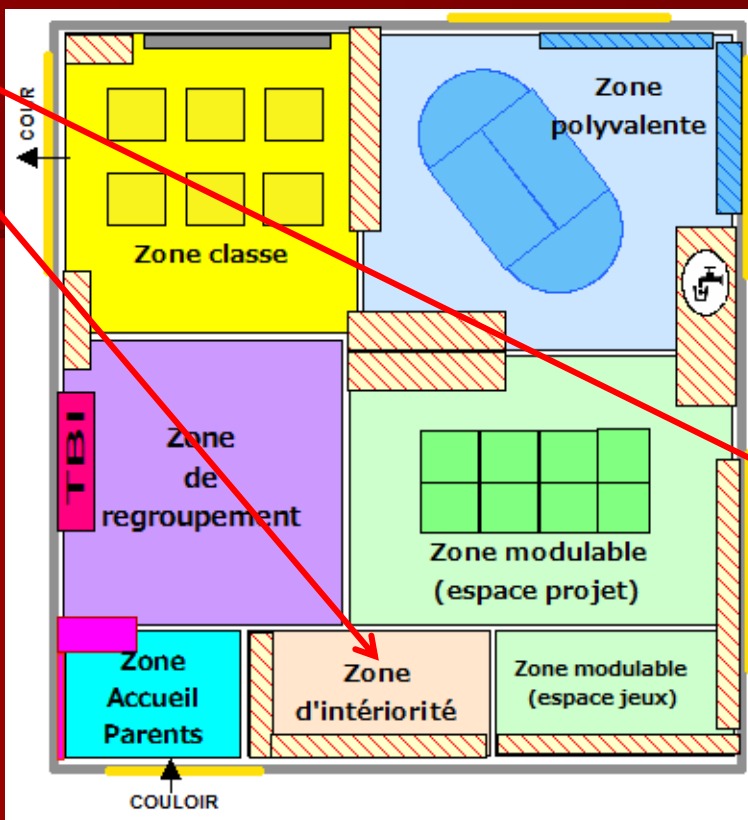 COUR
Zone
polyvalente
Zone classe
TBI
Zone
de
regroupement
Zone modulable
(espace projet)
Zone
Accueil
Parents
Zone
d'intériorité
Zone modulable
(espace jeux)
COULOIR